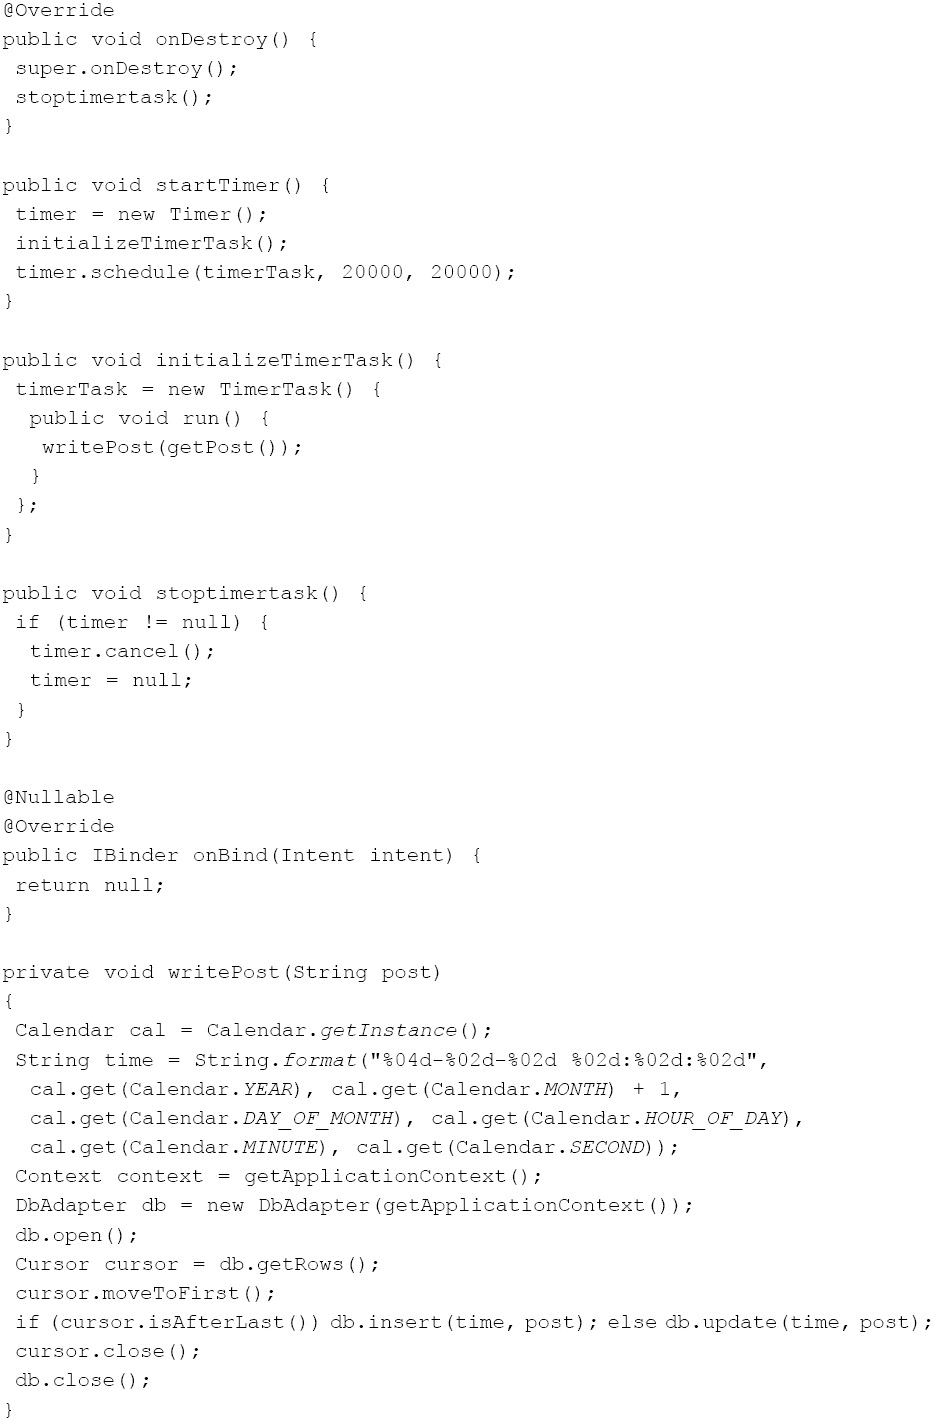 @Override
public void onDestroy() {
 super.onDestroy();
 stoptimertask();
}

public void startTimer() {
 timer = new Timer();
 initializeTimerTask();
 timer.schedule(timerTask, 20000, 20000);
}

public void initializeTimerTask() {
 timerTask = new TimerTask() {
  public void run() {
   writePost(getPost());
  }
 };
}

public void stoptimertask() {
 if (timer != null) {
  timer.cancel();
  timer = null;
 }
}

@Nullable
@Override
public IBinder onBind(Intent intent) {
 return null;
}

private void writePost(String post)
{
 Calendar cal = Calendar.getInstance();
 String time = String.format("%04d-%02d-%02d %02d:%02d:%02d",
  cal.get(Calendar.YEAR), cal.get(Calendar.MONTH) + 1,
  cal.get(Calendar.DAY_OF_MONTH), cal.get(Calendar.HOUR_OF_DAY),
  cal.get(Calendar.MINUTE), cal.get(Calendar.SECOND));
 Context context = getApplicationContext();
 DbAdapter db = new DbAdapter(getApplicationContext());
 db.open();
 Cursor cursor = db.getRows();
 cursor.moveToFirst();
 if (cursor.isAfterLast()) db.insert(time, post); else db.update(time, post);
 cursor.close();
 db.close();
}